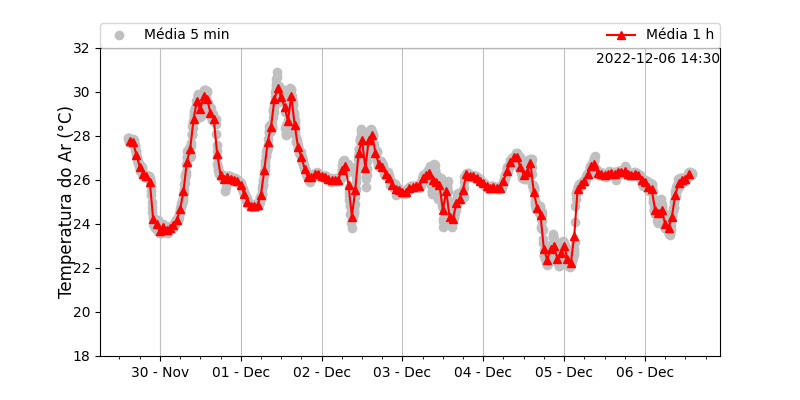 Média 5 min
Média 1 h
2022-12-06 14:30
Temperatura do Ar (°C)
32
30
28
26
24
22
20
18
30 - Nov
01 - Dec
02 - Dec
03 - Dec
04 - Dec
05 - Dec
06 - Dec